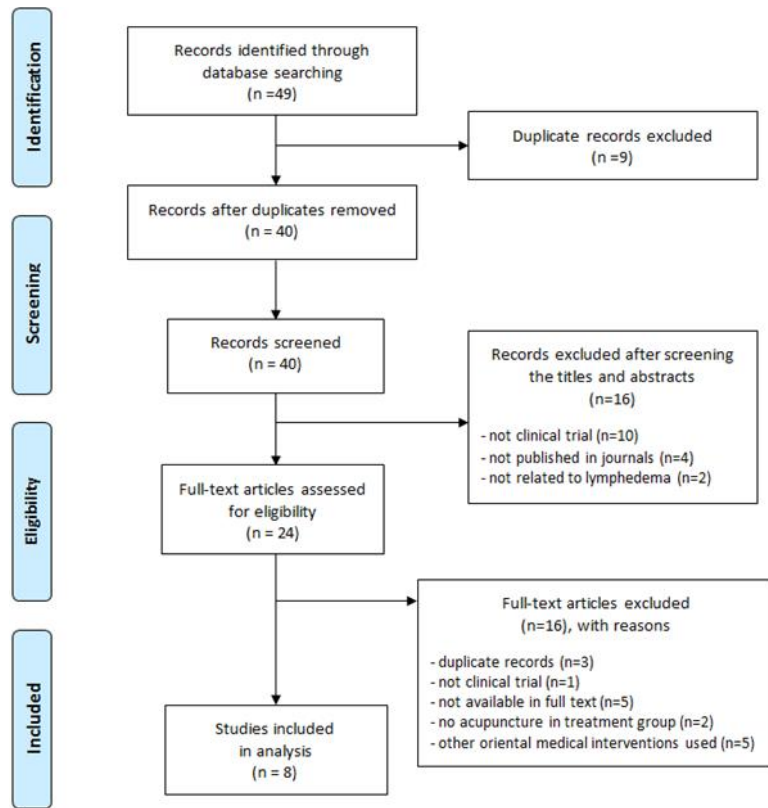 Identification
Records identified through
database searching
(n =49)
Duplicate records excluded
(n =9)
Records after duplicates removed
(n = 40)
Screening
Records screened
(n = 40)
Records excluded after screening
the titles and abstracts
(n=16)
- not clinical trial (n=10)
- not published in journals (n=4)
- not related to lymphedema (n=2)
Eligibility
Full-text articles assessed
for eligibility
(n = 24)
Full-text articles excluded
(n=16), with reasons
- duplicate records (n=3)
- not clinical trial (n=1)
- not available in full text (n=5)
- no acupuncture in treatment group (n=2)
- other oriental medical interventions used (n=5)
Included
Studies included
in analysis
(n = 8)